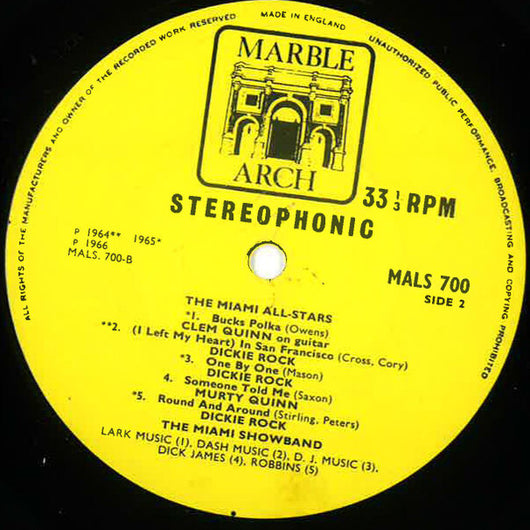 ALL RIGHTS OF THE MANUFACTURERS AND OWNER OF THE RECORDED WORK RESERVED
MADE IN ENGLAND
UNAUTHORIZED PUBLIC PERFORMANCE, BROADCASTING AND COPYING PROHIBITED
MARBLE
ARCH
33 1/3 RPM
STEREOPHONIC
P 1964** 1965*
P 1966
MALS. 700-B
MALS 700
SIDE 2
THE MIAMI ALL-STARS
*1. Bucks Polka (Owens)
CLEM QUINN on guitar
**2. (I Left My Heart) In San Francisco (Cross, Cory)
DICKIE ROCK
*3. One By One (Mason)
DICKIE ROCK
4. Someone Told Me (Saxon)
MURTY QUINN
*5. Round And Around (Stirling, Peters)
DICKIE ROCK
THE MIAMI SHOWBAND
LARK MUSIC (1), DASH MUSIC (2), D. J. MUSIC (3),
DICK JAMES (4), ROBBINS (5)